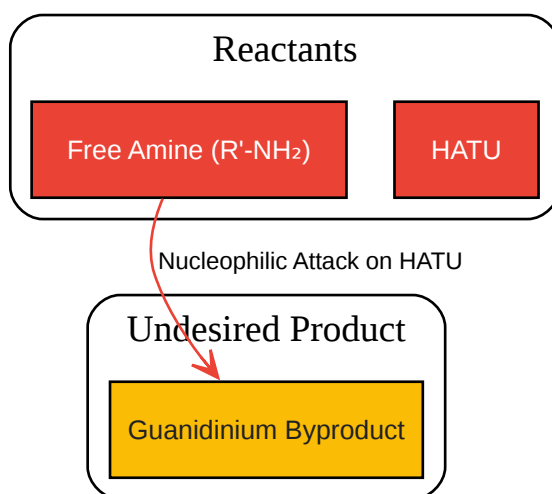 Reactants
Free Amine (R'-NH₂)
HATU
Nucleophilic Attack on HATU
Undesired Product
Guanidinium Byproduct